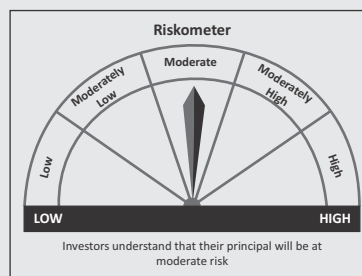 Riskometer
Moderate
Moderately
Low
Moderately
High
Low
High
LOW
HIGH
Investors understand that their principal will be at
moderate risk